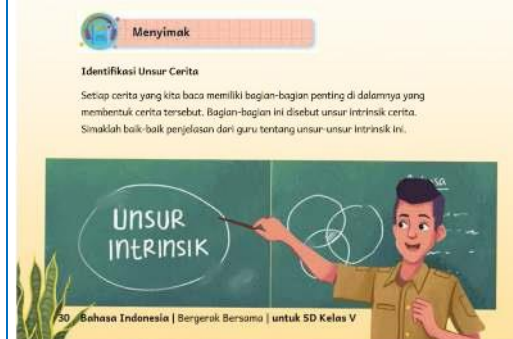 Menyimak
Identifikasi Unsur Cerita
Setiap cerita yang kita baca memiliki bagian-bagian penting di dalamnya yang
membentuk cerita tersebut. Bagian-bagian ini disebut unsur intrinsik cerita.
Simaklah baik-baik penjelasan dari guru tentang unsur-unsur intrinsik ini.
UNSUR
INTRINSIK
30 Bahasa Indonesia | Bergerak Bersama | untuk SD Kelas V